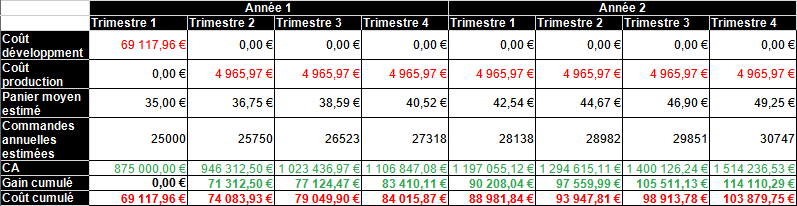 Année 1 Année 2
Trimestre 1 Trimestre 2 Trimestre 3 Trimestre 4 Trimestre 1 Trimestre 2 Trimestre 3 Trimestre 4
Coût
développment 69 117,96 € 0,00 € 0,00 € 0,00 € 0,00 € 0,00 € 0,00 € 0,00 €
Coût
production 0,00 € 4 965,97 € 4 965,97 € 4 965,97 € 4 965,97 € 4 965,97 € 4 965,97 € 4 965,97 €
Panier moyen
estimé 35,00 € 36,75 € 38,59 € 40,52 € 42,54 € 44,67 € 46,90 € 49,25 €
Commandes
annuelles
estimées 25000 25750 26523 27318 28138 28982 29851 30747
CA 875 000,00 € 946 312,50 € 1 023 436,97 € 1 106 847,08 € 1 197 055,12 € 1 294 615,11 € 1 400 126,24 € 1 514 236,53 €
Gain cumulé 0,00 € 71 312,50 € 77 124,47 € 83 410,11 € 90 208,04 € 97 559,99 € 105 511,13 € 114 110,29 €
Coût cumulé 69 117,96 € 74 083,93 € 79 049,90 € 84 015,87 € 88 981,84 € 93 947,81 € 98 913,78 € 103 879,75 €